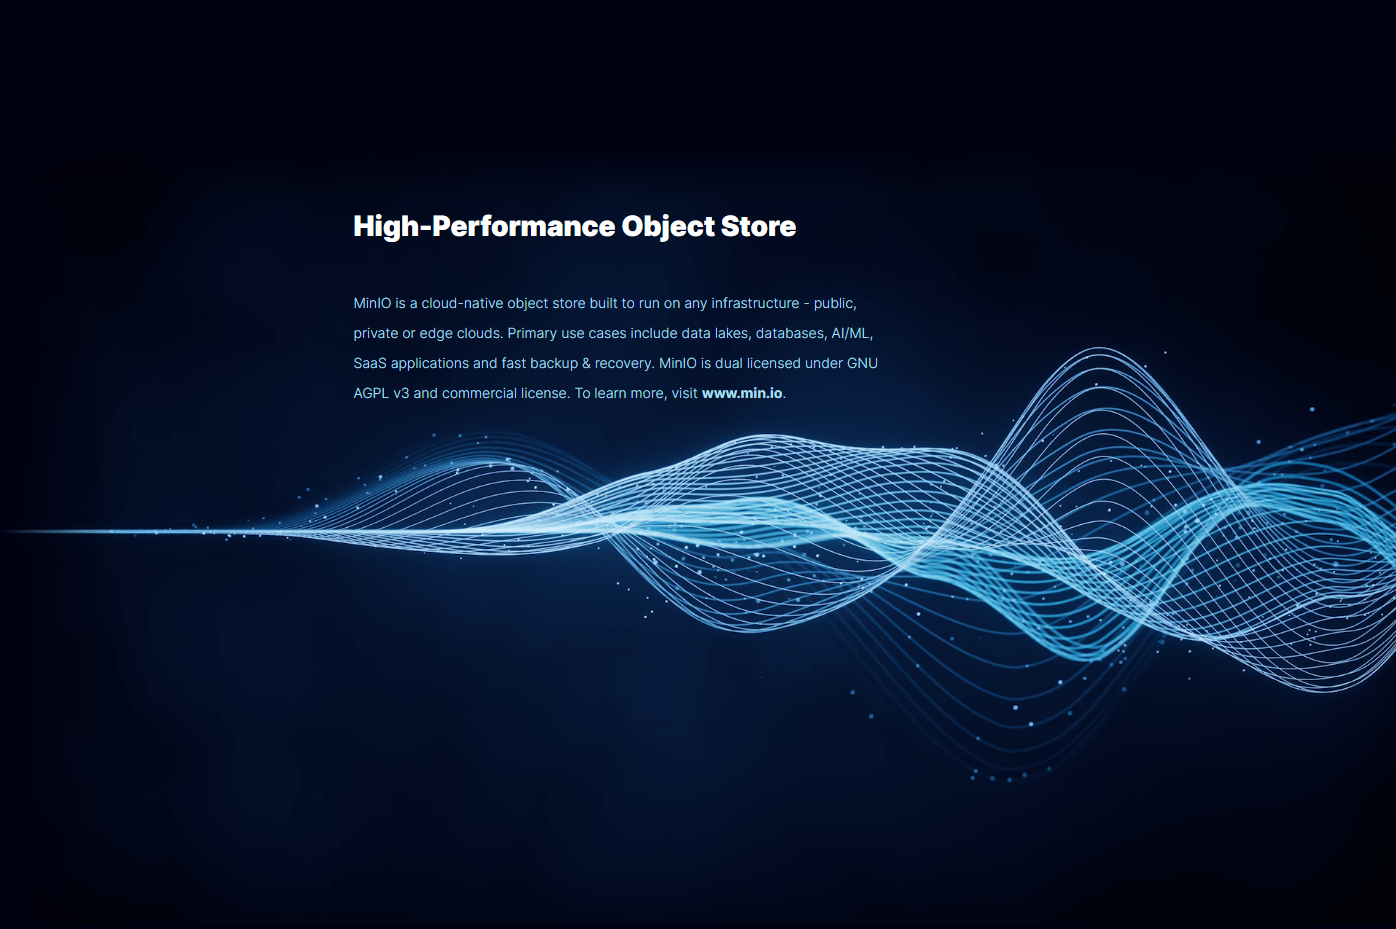 High-Performance Object Store
MinIO is a cloud-native object store built to run on any infrastructure - public,
private or edge clouds. Primary use cases include data lakes, databases, AI/ML,
SaaS applications and fast backup & recovery. MinIO is dual licensed under GNU
AGPL v3 and commercial license. To learn more, visit www.min.io.